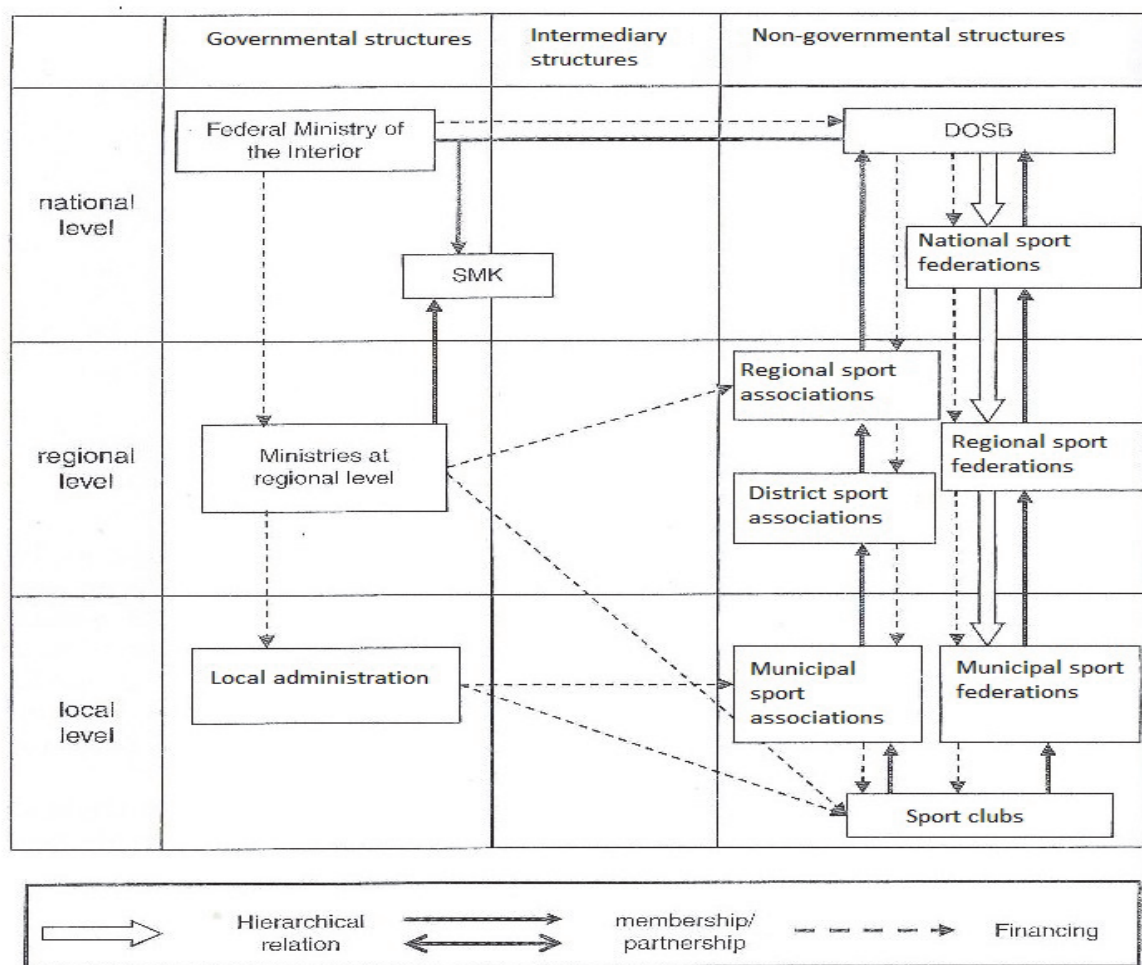 Governmental structures
Intermediary
structures
Non-governmental structures
national
level
Federal Ministry of
the Interior
DOSB
SMK
National sport
federations
regional
level
Ministries at
regional level
Regional sport
associations
District sport
associations
Regional sport
federations
local
level
Local administration
Municipal
sport
associations
Municipal sport
federations
Sport clubs
Hierarchical
relation
membership/
partnership
Financing